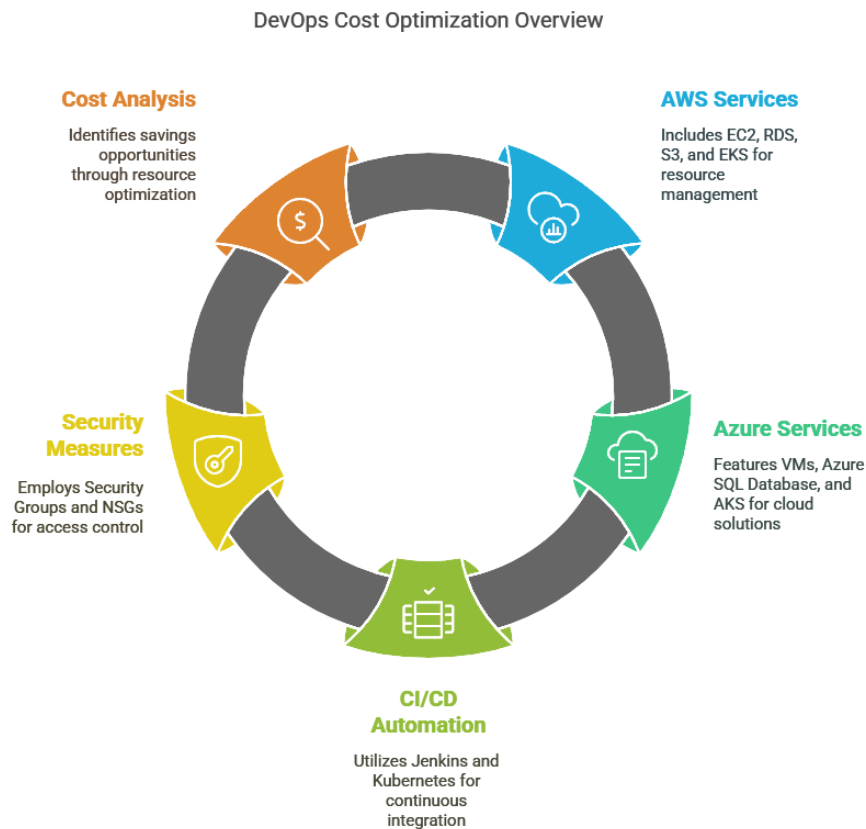 DevOps Cost Optimization Overview
Cost Analysis
Identifies savings
opportunities
through resource
optimization
AWS Services
Includes EC2, RDS,
S3, and EKS for
resource
management
Security
Measures
Employs Security
Groups and NSGs
for access control
Azure Services
Features VMs, Azure
SQL Database, and
AKS for cloud
solutions
CI/CD
Automation
Utilizes Jenkins and
Kubernetes for
continuous
integration
$